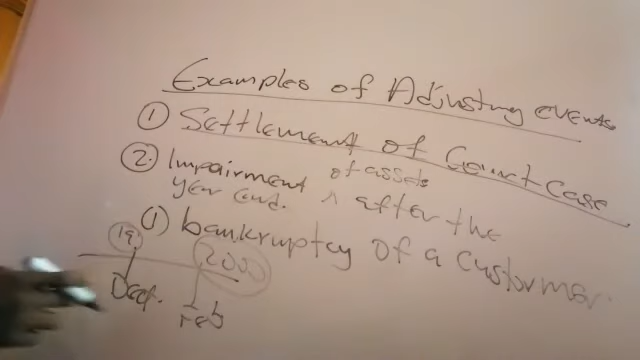 Examples of Adjusting events
① Settlement of Court Case
② Impairment of assets after the
year end.
① bankruptcy of a customer.
19 2000
Dec.
Feb